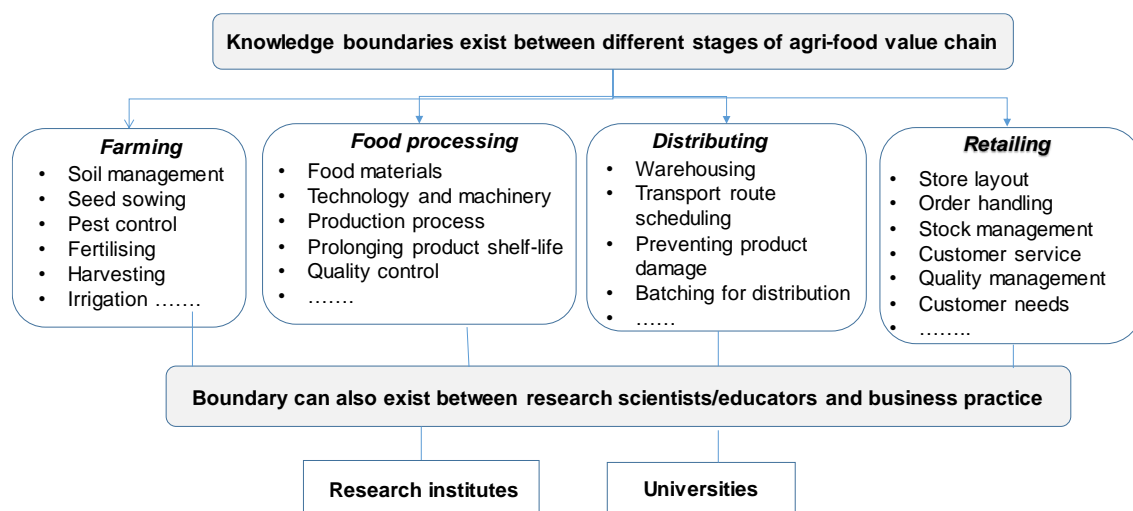 Knowledge boundaries exist between different stages of agri-food value chain
Farming
• Soil management
• Seed sowing
• Pest control
• Fertilising
• Harvesting
• Irrigation …….
Food processing
• Food materials
• Technology and machinery
• Production process
• Prolonging product shelf-life
• Quality control
• …….
Distributing
• Warehousing
• Transport route
scheduling
• Preventing product
damage
• Batching for distribution
• ……
Retailing
• Store layout
• Order handling
• Stock management
• Customer service
• Quality management
• Customer needs
• ……..
Boundary can also exist between research scientists/educators and business practice
Research institutes
Universities